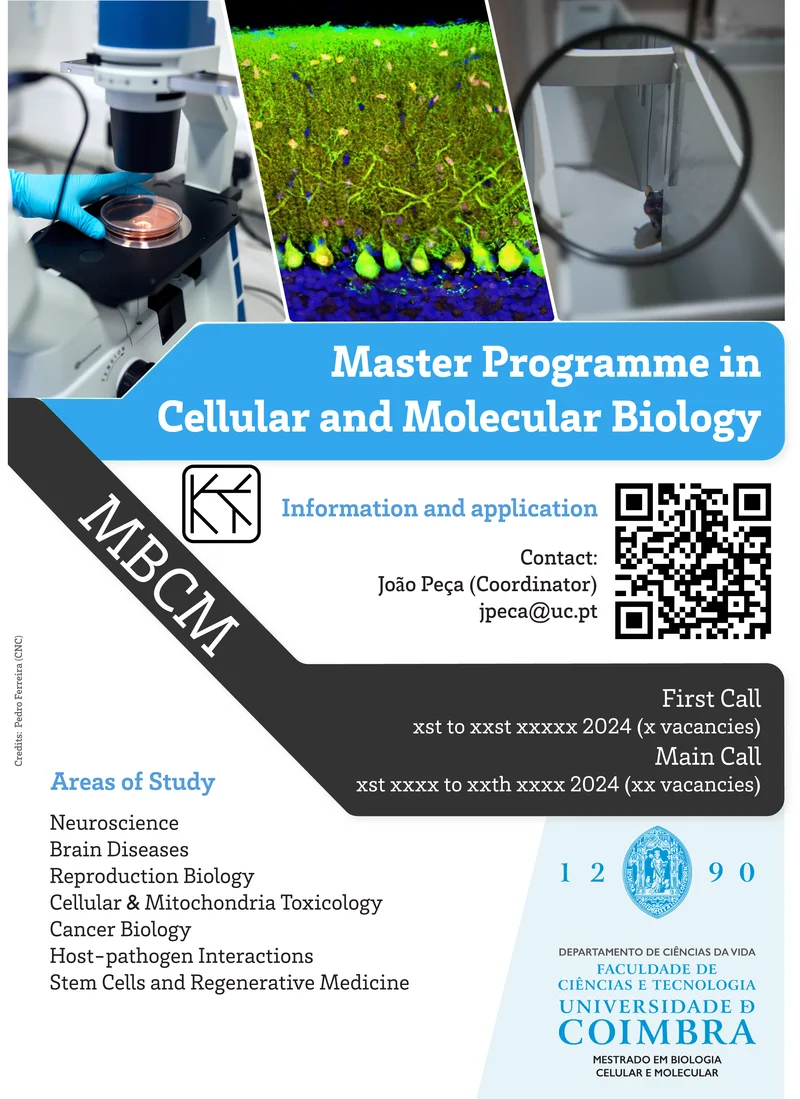 Master Programme in
Cellular and Molecular Biology
MBCM
Information and application
Contact:
João Peça (Coordinator)
jpeca@uc.pt
First Call
xst to xxst xxxxx 2024 (x vacancies)
Main Call
xst xxxx to xxth xxxx 2024 (xx vacancies)
Credits: Pedro Ferreira (CNC)
Areas of Study
Neuroscience
Brain Diseases
Reproduction Biology
Cellular & Mitochondria Toxicology
Cancer Biology
Host-pathogen Interactions
Stem Cells and Regenerative Medicine
1 2 9 0
DEPARTAMENTO DE CIÊNCIAS DA VIDA
FACULDADE DE
CIÊNCIAS E TECNOLOGIA
UNIVERSIDADE Ð
COIMBRA
MESTRADO EM BIOLOGIA
CELULAR E MOLECULAR